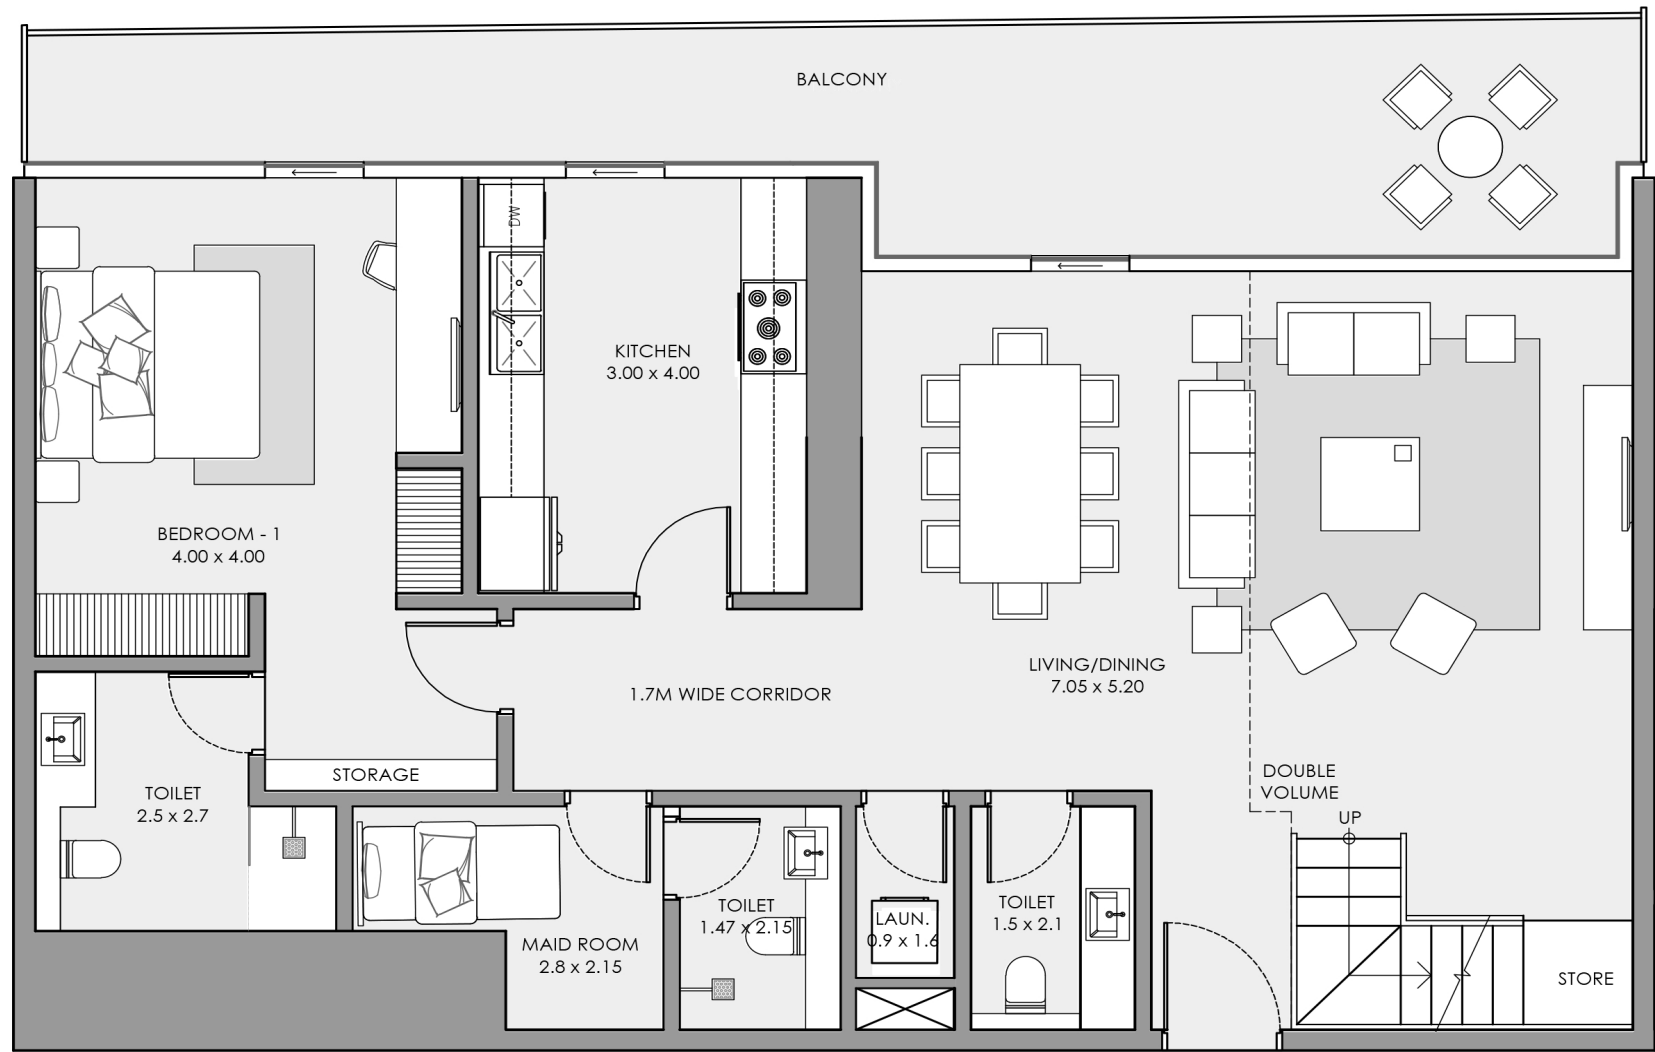 BALCONY
DW
KITCHEN
3.00 x 4.00
BEDROOM - 1
4.00 x 4.00
LIVING/DINING
7.05 x 5.20
1.7M WIDE CORRIDOR
STORAGE
DOUBLE
VOLUME
UP
TOILET
2.5 x 2.7
TOILET
1.47 x 2.15
LAUN.
0.9 x 1.6
TOILET
1.5 x 2.1
MAID ROOM
2.8 x 2.15
STORE